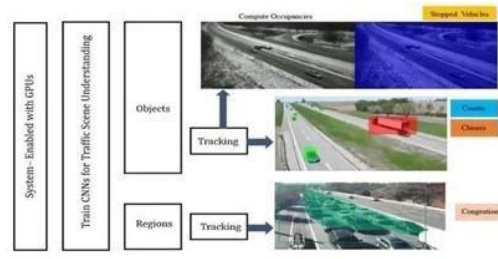 Compute Occupancies
Stopped Vehicles
System- Enabled with GPUs
Train CNNs for Traffic Scene Understanding
Objects
Tracking
Counts
Classes
Regions
Tracking
Congestion